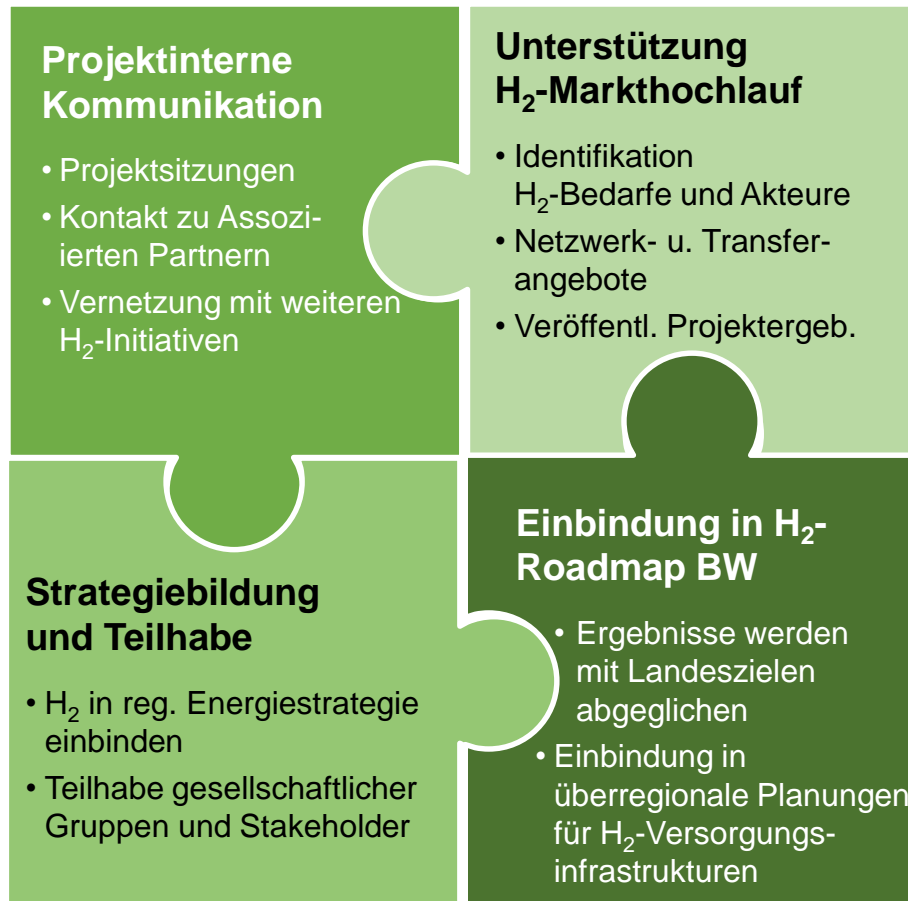 Projektinterne
Kommunikation
• Projektsitzungen
• Kontakt zu Assozi-
ierten Partnern
• Vernetzung mit weiteren
H₂-Initiativen
Unterstützung
H₂-Markthochlauf
• Identifikation
H₂-Bedarfe und Akteure
• Netzwerk- u. Transfer-
angebote
• Veröffentl. Projektergeb.
Strategiebildung
und Teilhabe
• H₂ in reg. Energiestrategie
einbinden
• Teilhabe gesellschaftlicher
Gruppen und Stakeholder
Einbindung in H₂-
Roadmap BW
• Ergebnisse werden
mit Landeszielen
abgeglichen
• Einbindung in
überregionale Planungen
für H₂-Versorgungs-
infrastrukturen